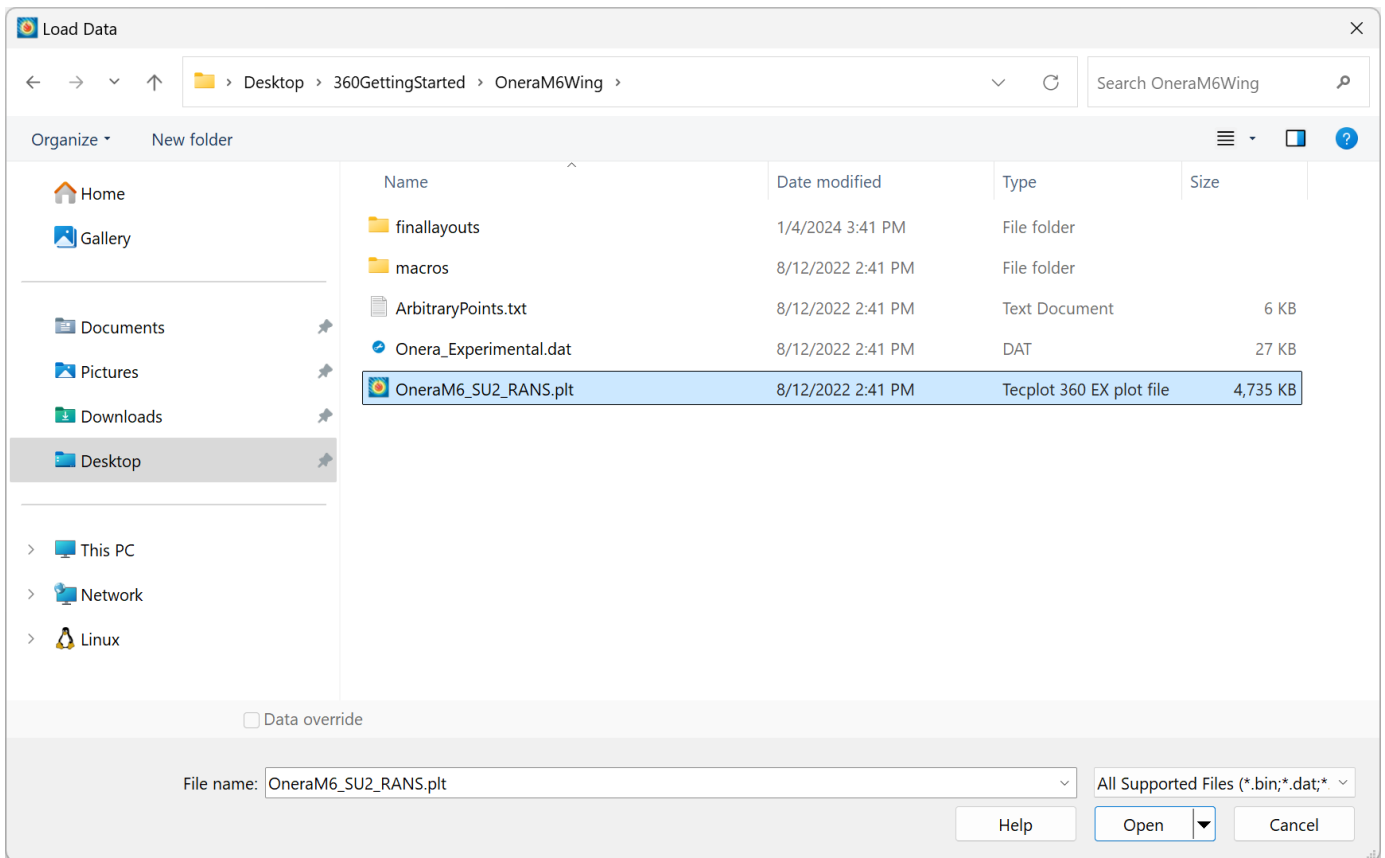 Load Data
Desktop 360GettingStarted OneraM6Wing Search OneraM6Wing
Organize New folder ?
Name Date modified Type Size
Home
Gallery
Documents
Pictures
Downloads
Desktop
This PC
Network
Linux
finallayouts 1/4/2024 3:41 PM File folder
macros 8/12/2022 2:41 PM File folder
ArbitraryPoints.txt 8/12/2022 2:41 PM Text Document 6 KB
Onera_Experimental.dat 8/12/2022 2:41 PM DAT 27 KB
OneraM6_SU2_RANS.plt 8/12/2022 2:41 PM Tecplot 360 EX plot file 4,735 KB
Data override
File name: OneraM6_SU2_RANS.plt All Supported Files (*.bin;*.dat;*.
Help Open Cancel